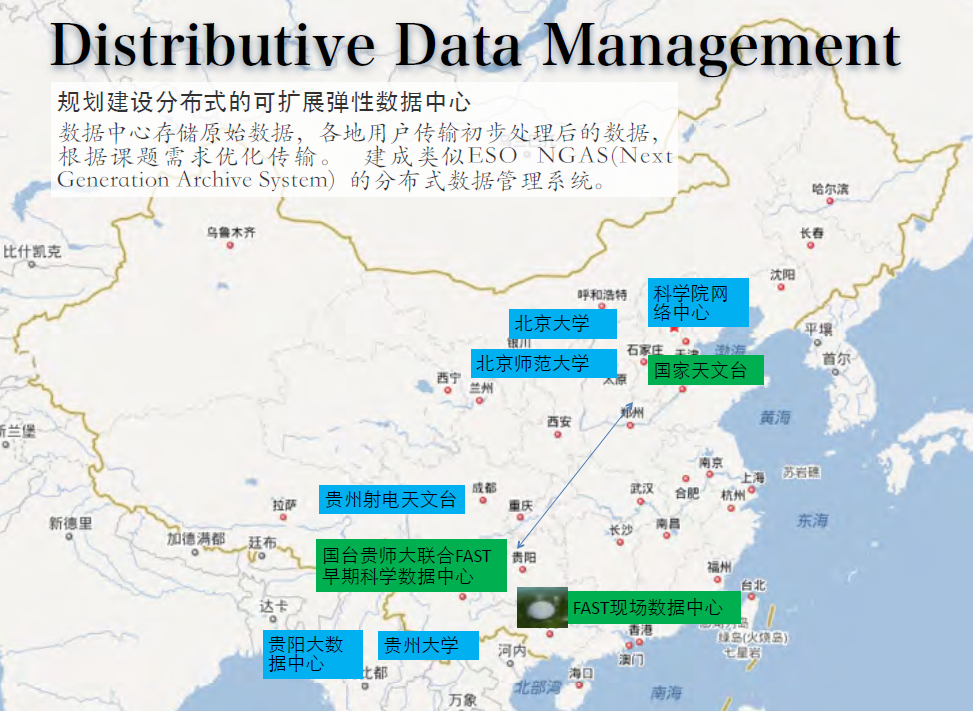 Distributive Data Management
规划建设分布式的可扩展弹性数据中心
数据中心存储原始数据，各地用户传输初步处理后的数据，
根据课题需求优化传输。 建成类似ESO NGAS(Next
Generation Archive System) 的分布式数据管理系统。
哈尔滨
乌鲁木齐
长春
比什凯克
沈阳
呼和浩特
科学院网
络中心
北京大学
平壤
银川
石家庄
天津
渤海
首尔
北京师范大学
国家天文台
太原
西宁
兰州
郑州
黄海
西安
新兰堡
南京
上海
苏岩礁
成都
武汉
合肥
杭州
贵州射电天文台
拉萨
重庆
新德里
长沙
南昌
东海
加德满都
廷布
国台贵师大联合FAST
早期科学数据中心
贵阳
福州
台北
达卡
FAST现场数据中心
香港
绿岛(火烧岛)
七星岩
贵阳大数
据中心
贵州大学
河内
澳门
比都
海口
北部湾
南海
万象